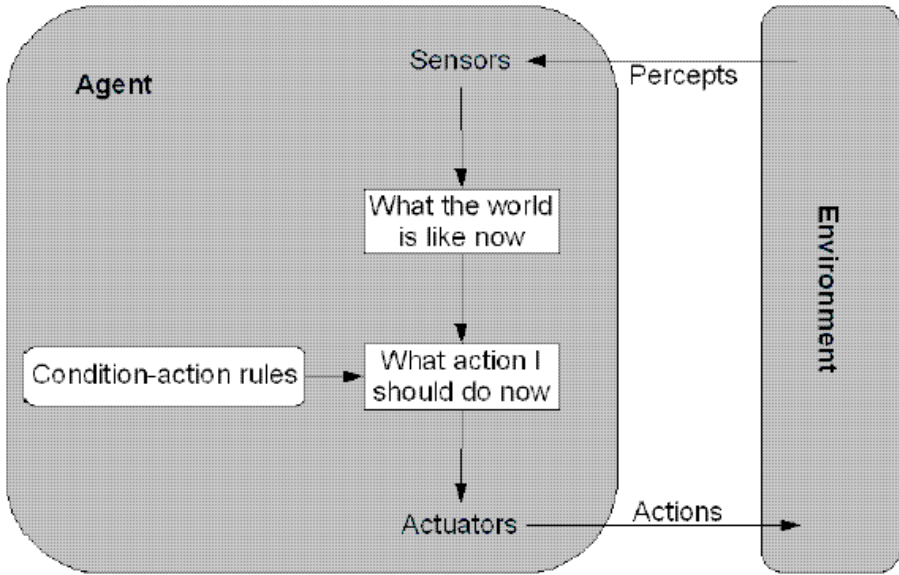 Sensors
Percepts
Agent
What the world
is like now
Environment
Condition-action rules
What action I
should do now
Actuators
Actions